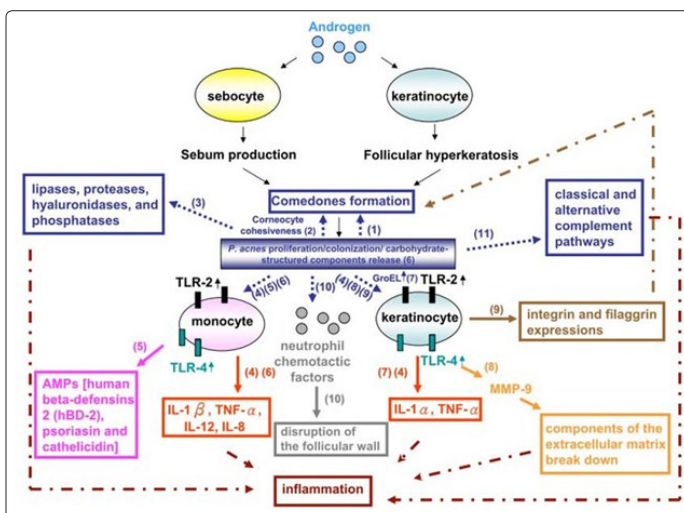 Androgen
sebocyte
keratinocyte
Sebum production
Follicular hyperkeratosis
lipases, proteases,
hyaluronidases, and
phosphatases
(3)
Comedones formation
Corneocyte
cohesiveness (2)
(1)
classical and
alternative
complement
pathways
(11)
P. acnes proliferation/colonization/ carbohydrate-
structured components release (6)
TLR-2
(4)(5)(6)
(10)
(4)(8)(9)
GroEL (7)
TLR-2
monocyte
keratinocyte
(9)
integrin and filaggrin
expressions
neutrophil
chemotactic
factors
(5)
TLR-4
(4) (6)
(7) (4)
TLR-4
(8)
MMP-9
AMPs [human
beta-defensins
2 (hBD-2),
psoriasin and
cathelicidin]
IL-1 β, TNF-α,
IL-12, IL-8
(10)
disruption of
the follicular wall
IL-1 α, TNF-α
components of the
extracellular matrix
break down
inflammation